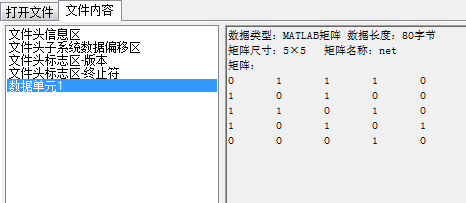 打开文件 文件内容
文件头信息区
文件头子系统数据偏移区
文件头标志区-版本
文件头标志区-终止符
数据单元1
数据类型: MATLAB矩阵 数据长度: 80字节
矩阵尺寸: 5×5 矩阵名称: net
矩阵:
0 1 1 1 0
1 0 1 0 0
1 1 0 1 0
1 0 1 0 1
0 0 0 1 0